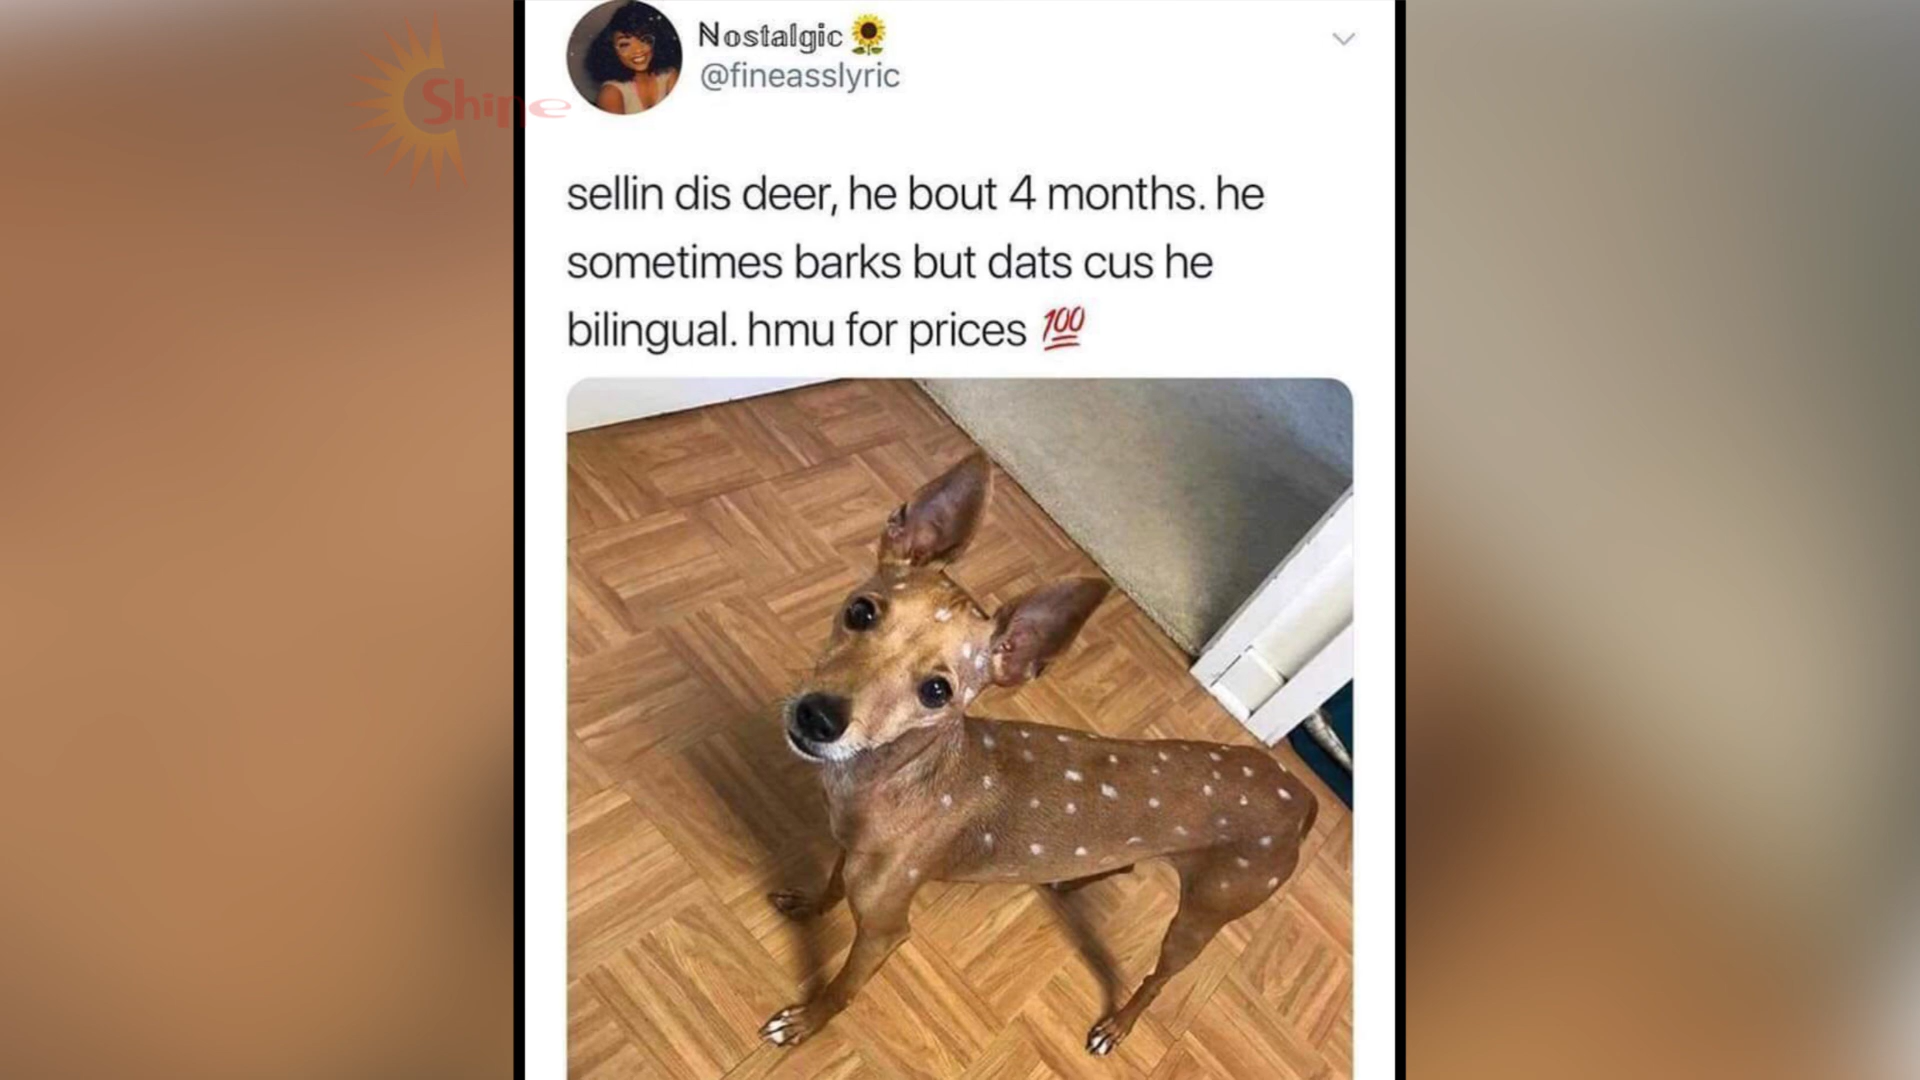 Shine
Nostalgic🌻
@fineasslyric
sellin dis deer, he bout 4 months. he
sometimes barks but dats cus he
bilingual. hmu for prices 💯